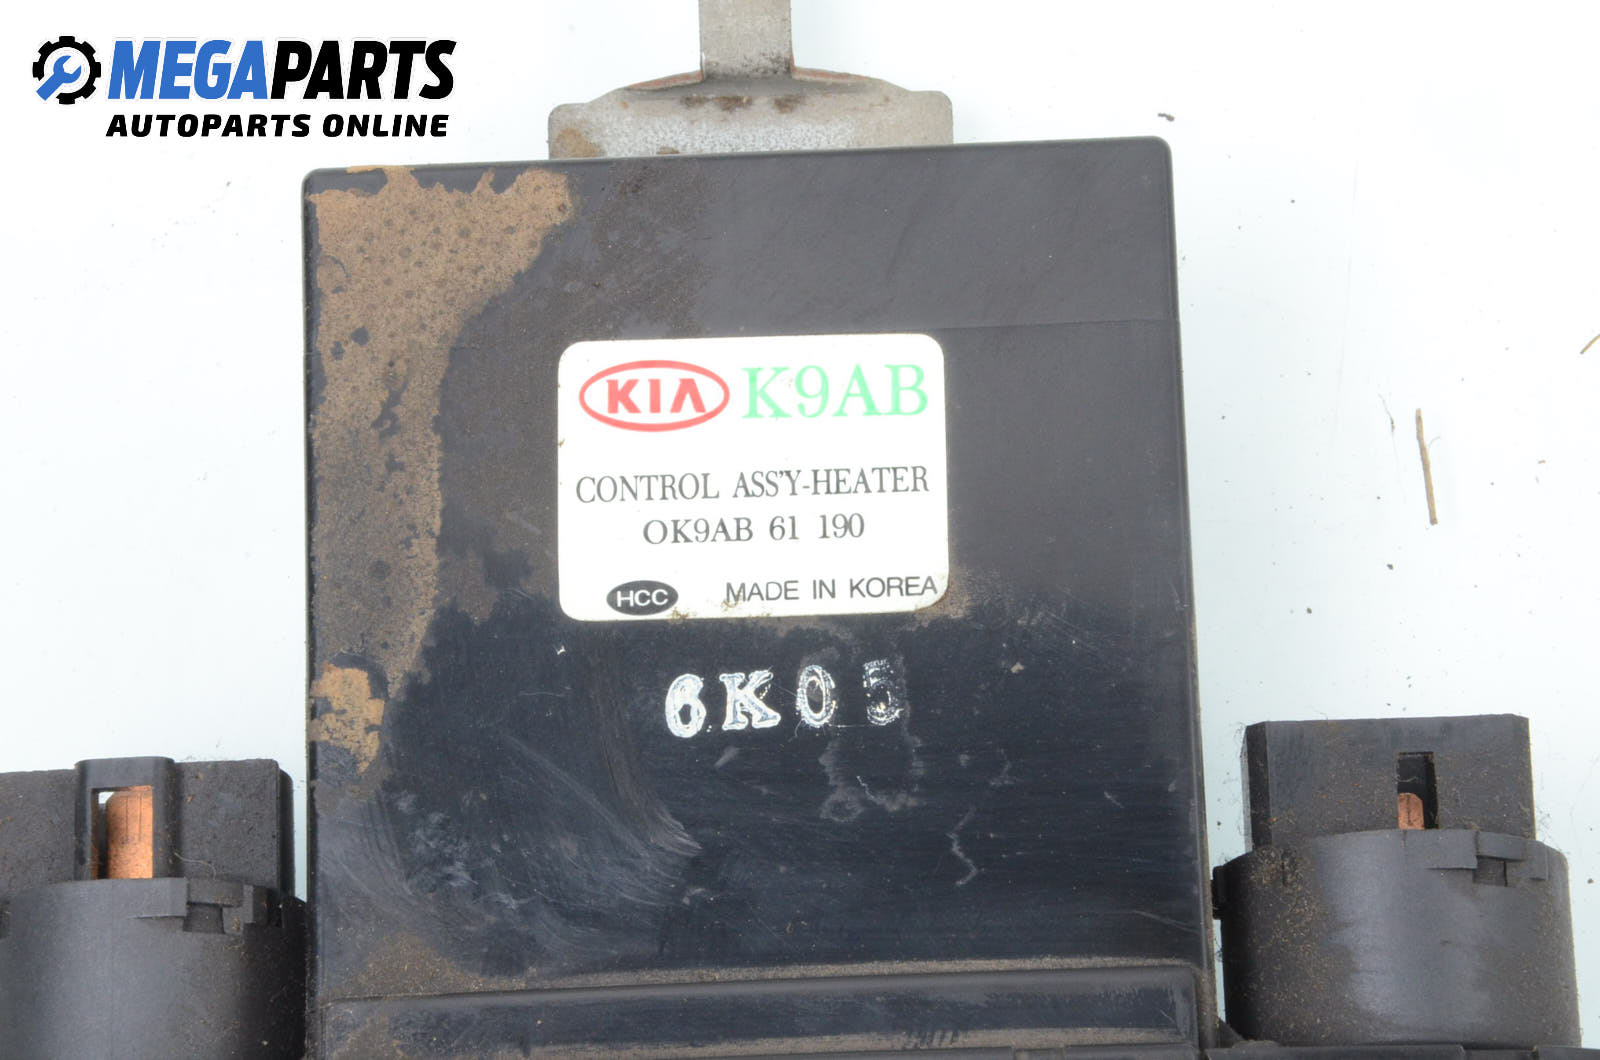 MEGAPARTS
AUTOPARTS ONLINE
KIA K9AB
CONTROL ASS'Y-HEATER
OK9AB 61 190
HCC MADE IN KOREA
6K05